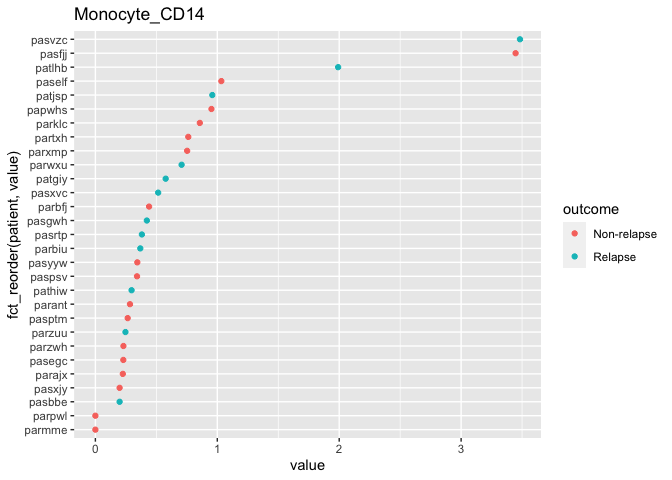 Monocyte_CD14
fct_reorder(patient, value)
pasvzc
pasfjj
patlhb
paself
patjsp
papwhs
parklc
partxh
parxmp
parwxu
patgiy
pasxvc
parbfj
pasgwh
pasrtp
parbiu
pasyyw
paspsv
pathiw
parant
pasptm
parzuu
parzwh
pasegc
parajx
pasxjy
pasbbe
parpwl
parmme
0 1 2 3
value
outcome
Non-relapse
Relapse